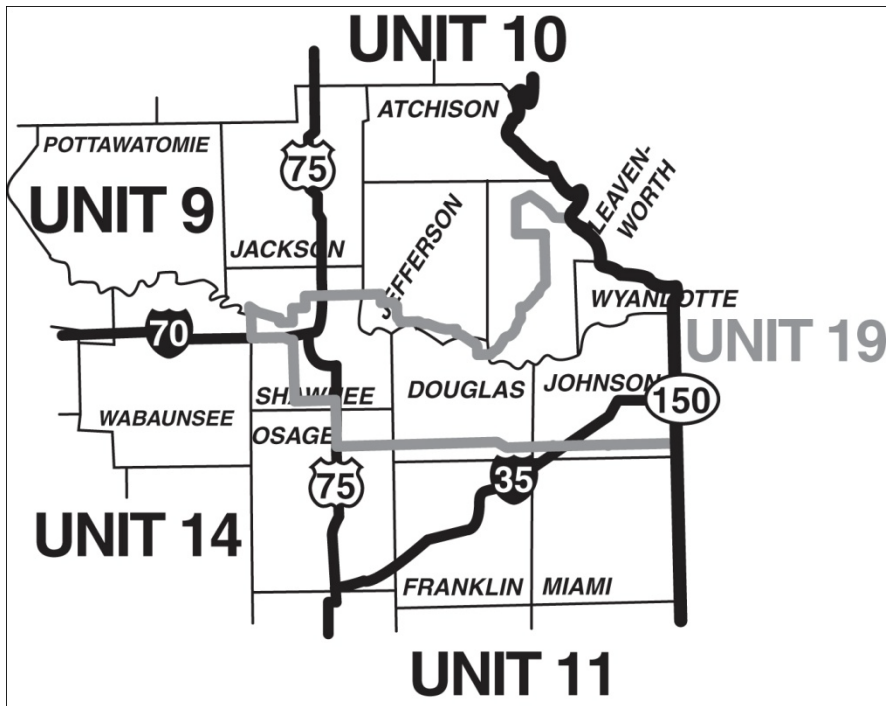 UNIT 10
ATCHISON
POTTAWATOMIE
75
UNIT 9
LEAVEN-
WORTH
JACKSON
JEFFERSON
WYANDOTTE
70
UNIT 19
SHAWNEE
DOUGLAS
JOHNSON
150
WABAUNSEE
OSAGE
75
35
UNIT 14
FRANKLIN
MIAMI
UNIT 11